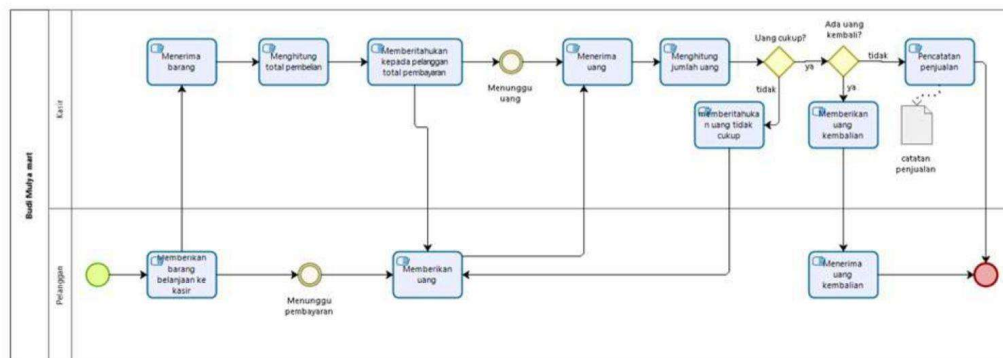 Budi Mulya mart
Kasir
Menerima
barang
Menghitung
total pembelian
Memberitahukan
kepada pelanggan
total pembayaran
Menunggu
uang
Menerima
uang
Menghitung
jumlah uang
Uang cukup?
ya
tidak
Ada uang
kembali?
tidak
ya
Pencatatan
penjualan
memberitahuka
n uang tidak
cukup
Memberikan
uang
kembalian
catatan
penjualan
Pelanggan
Memberikan
barang
belanjaan ke
kasir
Menunggu
pembayaran
Memberikan
uang
Menerima
uang
kembalian